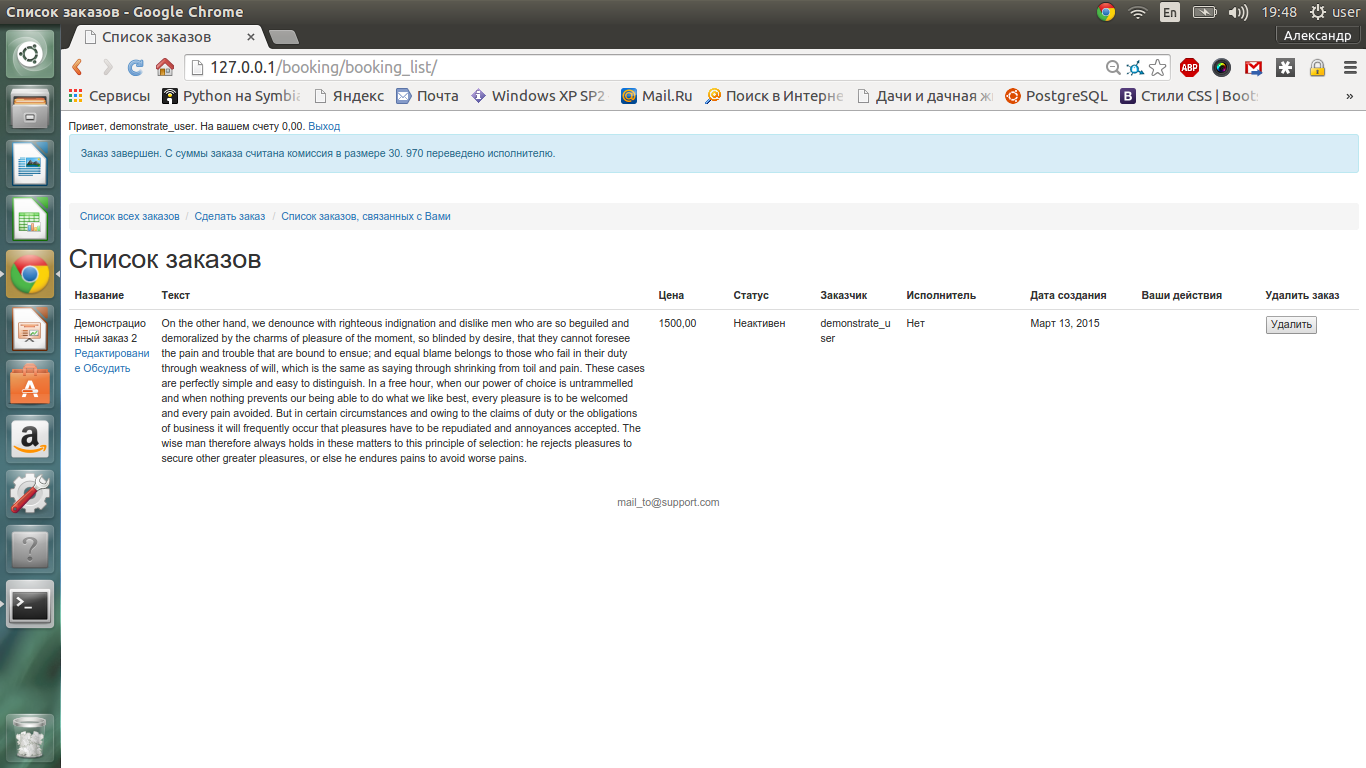 Список заказов - Google Chrome
En
19:48
user
Список заказов
Александр
127.0.0.1/booking/booking_list/
ABP
Сервисы
Python на Symbi
Яндекс
Почта
Windows XP SP2
Mail.Ru
Поиск в Интерне
Дачи и дачная ж
PostgreSQL
B
Стили CSS | Boot
»
Привет, demonstrate_user. На вашем счету 0,00. Выход
Заказ завершен. С суммы заказа считана комиссия в размере 30. 970 переведено исполнителю.
Список всех заказов / Сделать заказ / Список заказов, связанных с Вами
Список заказов
Название Текст Цена Статус Заказчик Исполнитель Дата создания Ваши действия Удалить заказ
Демонстрацио
нный заказ 2
Редактировани
е Обсудить
On the other hand, we denounce with righteous indignation and dislike men who are so beguiled and
demoralized by the charms of pleasure of the moment, so blinded by desire, that they cannot foresee
the pain and trouble that are bound to ensue; and equal blame belongs to those who fail in their duty
through weakness of will, which is the same as saying through shrinking from toil and pain. These cases
are perfectly simple and easy to distinguish. In a free hour, when our power of choice is untrammelled
and when nothing prevents our being able to do what we like best, every pleasure is to be welcomed
and every pain avoided. But in certain circumstances and owing to the claims of duty or the obligations
of business it will frequently occur that pleasures have to be repudiated and annoyances accepted. The
wise man therefore always holds in these matters to this principle of selection: he rejects pleasures to
secure other greater pleasures, or else he endures pains to avoid worse pains.
1500,00
Неактивен
demonstrate_u
ser
Нет
Март 13, 2015
Удалить
mail_to@support.com